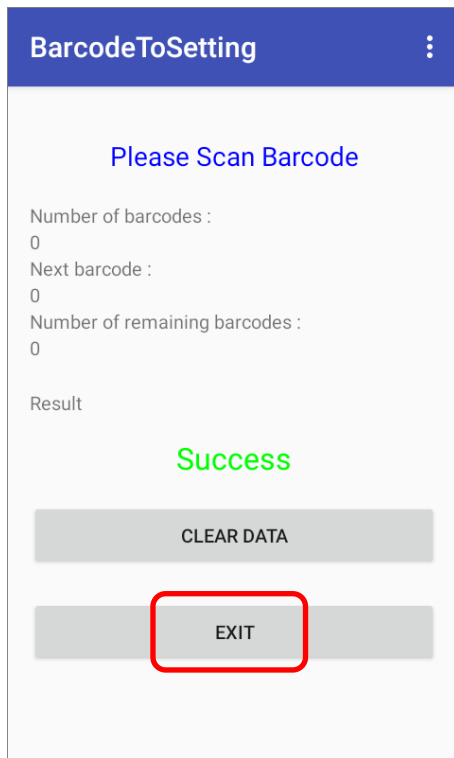 BarcodeToSetting
Please Scan Barcode
Number of barcodes :
0
Next barcode :
0
Number of remaining barcodes :
0
Result
Success
CLEAR DATA
EXIT